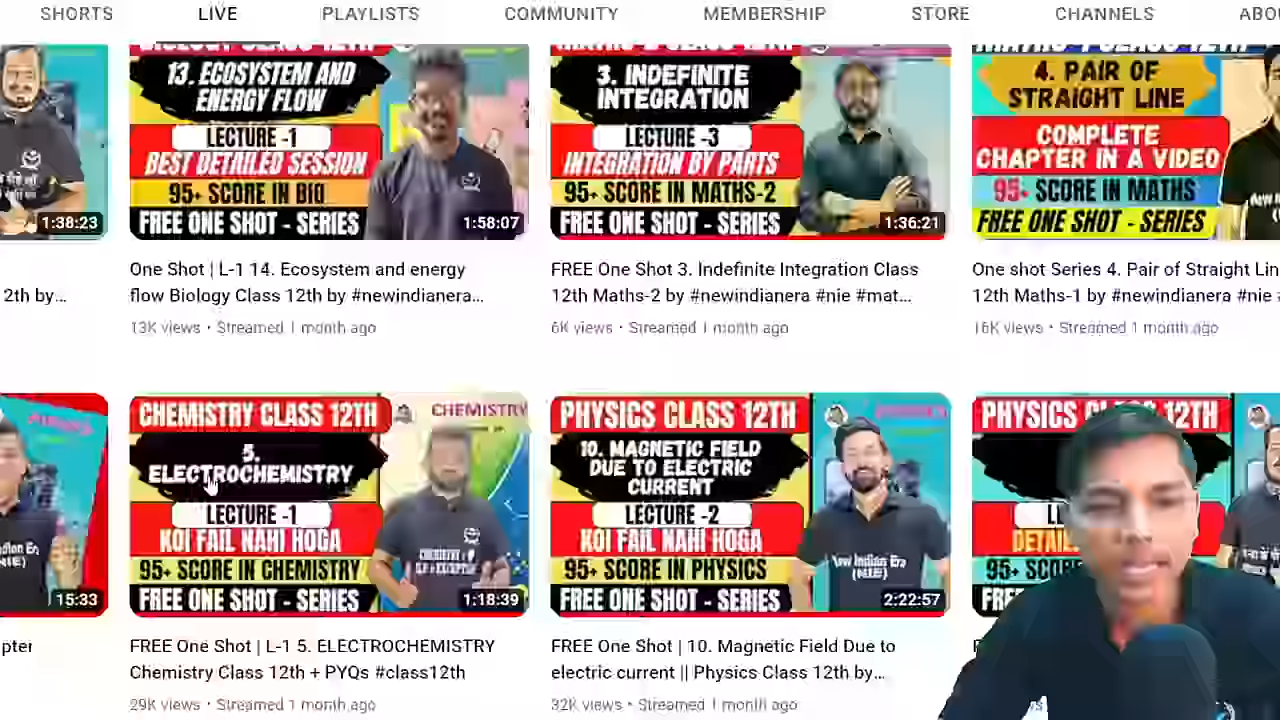 SHORTS LIVE PLAYLISTS COMMUNITY MEMBERSHIP STORE CHANNELS ABO
13. ECOSYSTEM AND
ENERGY FLOW
LECTURE -1
BEST DETAILED SESSION
95+ SCORE IN BIO
FREE ONE SHOT - SERIES
1:38:23
1:58:07
3. INDEFINITE
INTEGRATION
LECTURE -3
INTEGRATION BY PARTS
95+ SCORE IN MATHS-2
FREE ONE SHOT - SERIES
1:36:21
4. PAIR OF
STRAIGHT LINE
COMPLETE
CHAPTER IN A VIDEO
95+ SCORE IN MATHS
FREE ONE SHOT - SERIES
2th by...
One Shot | L-1 14. Ecosystem and energy
flow Biology Class 12th by #newindianera...
13K views • Streamed 1 month ago
FREE One Shot 3. Indefinite Integration Class
12th Maths-2 by #newindianera #nie #mat...
6K views • Streamed 1 month ago
One shot Series 4. Pair of Straight Lin
12th Maths-1 by #newindianera #nie
16K views • Streamed 1 month ago
15:33
CHEMISTRY CLASS 12TH
CHEMISTRY
5.
ELECTROCHEMISTRY
LECTURE -1
KOI FAIL NAHI HOGA
95+ SCORE IN CHEMISTRY
FREE ONE SHOT - SERIES
1:18:39
PHYSICS CLASS 12TH
10. MAGNETIC FIELD
DUE TO ELECTRIC
CURRENT
LECTURE -2
KOI FAIL NAHI HOGA
95+ SCORE IN PHYSICS
FREE ONE SHOT - SERIES
New Indian Era
(NIE)
2:22:57
PHYSICS 12TH
pter
FREE One Shot | L-1 5. ELECTROCHEMISTRY
Chemistry Class 12th + PYQs #class12th
29K views • Streamed 1 month ago
FREE One Shot | 10. Magnetic Field Due to
electric current || Physics Class 12th by...
32K views • Streamed 1 month ago